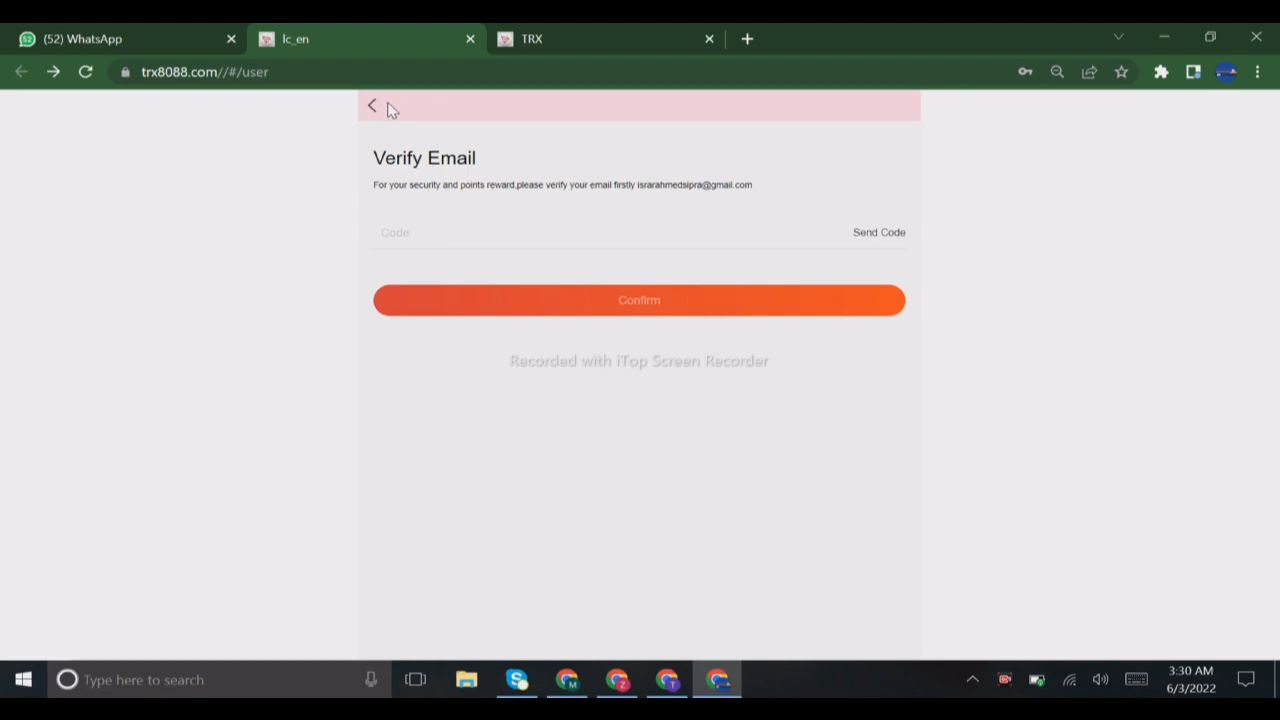 (52) WhatsApp
lc_en
TRX
trx8088.com//#/user
Verify Email
For your security and points reward,please verify your email firstly israrahmedsipra@gmail.com
Code
Send Code
Confirm
Recorded with iTop Screen Recorder
Type here to search
3:30 AM
6/3/2022